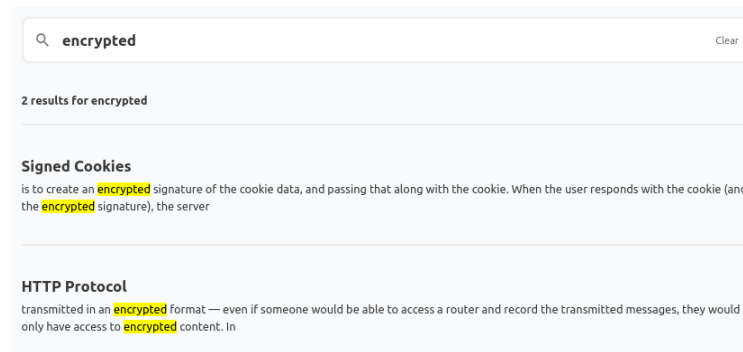 encrypted
Clear
2 results for encrypted
Signed Cookies
is to create an encrypted signature of the cookie data, and passing that along with the cookie. When the user responds with the cookie (and
the encrypted signature), the server
HTTP Protocol
transmitted in an encrypted format — even if someone would be able to access a router and record the transmitted messages, they would
only have access to encrypted content. In